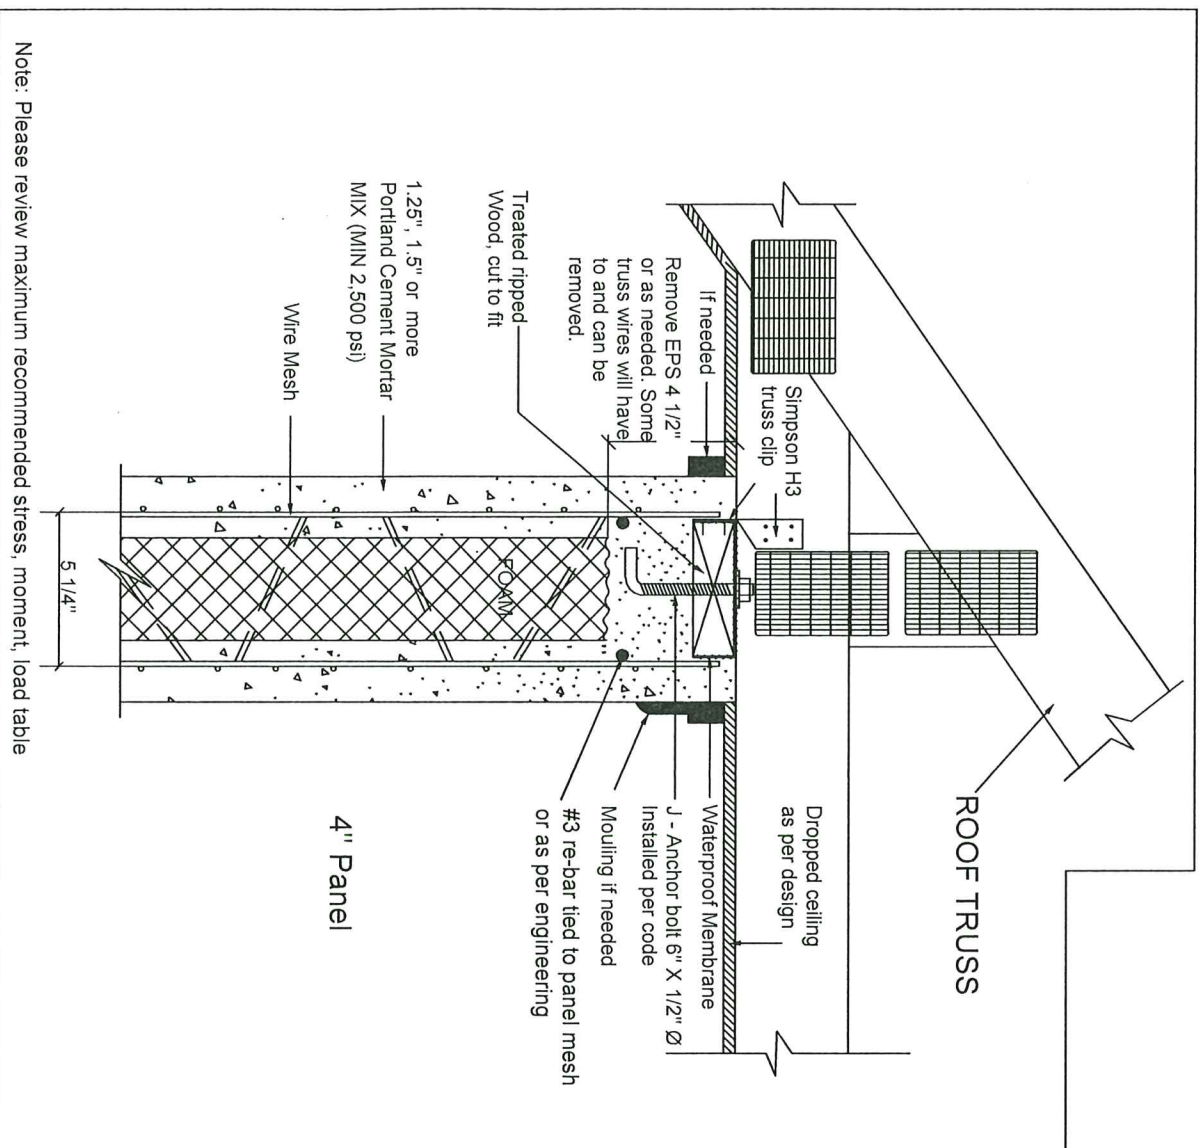 ROOF TRUSS
Simpson H3
truss clip
If needed
Remove EPS 4 1/2"
or as needed. Some
truss wires will have
to and can be
removed.
Treated ripped
Wood, cut to fit
1.25", 1.5" or more
Portland Cement Mortar
MIX (MIN 2,500 psi)
Wire Mesh
Dropped ceiling
as per design
Waterproof Membrane
J - Anchor bolt 6" X 1/2" Ø
Installed per code
Mouling if needed
#3 re-bar tied to panel mesh
or as per engineering
FOAM
4" Panel
5 1/4"
Note: Please review maximum recommended stress, moment, load table